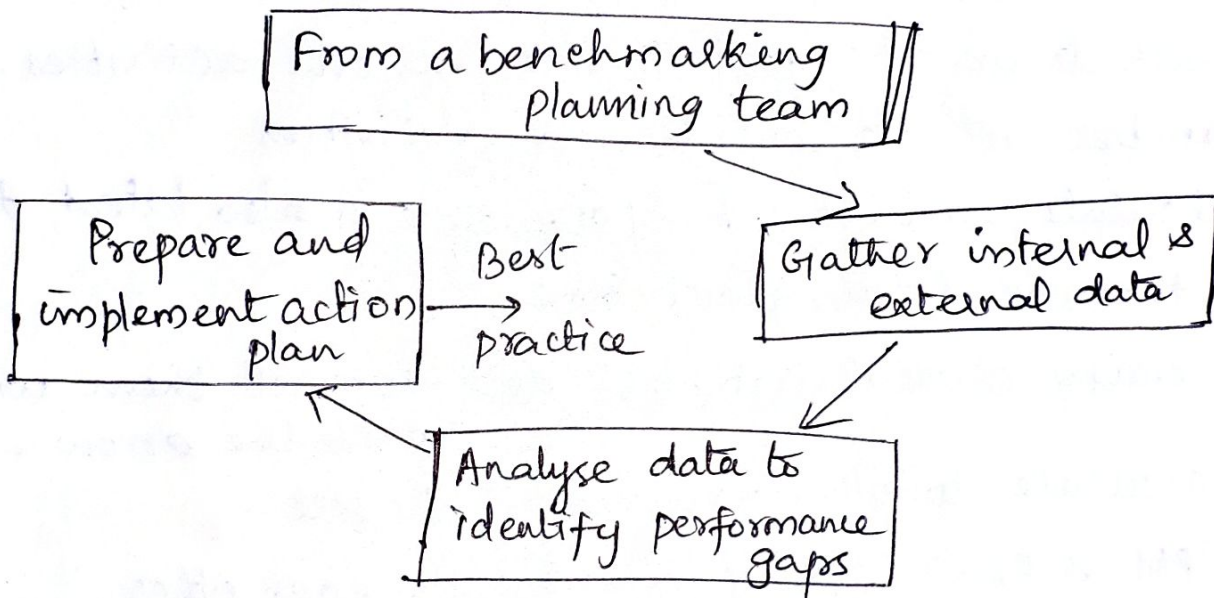 From a benchmarking
planning team
Prepare and
implement action
plan
Best
practice
Gather internal &
external data
Analyse data to
identify performance
gaps